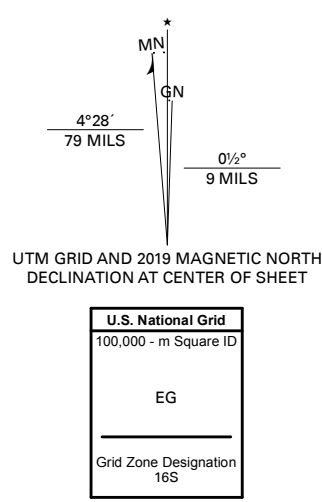 MN
GN
4°28´
79 MILS
0½°
9 MILS
UTM GRID AND 2019 MAGNETIC NORTH
DECLINATION AT CENTER OF SHEET
U.S. National Grid
100,000 - m Square ID
EG
Grid Zone Designation
16S